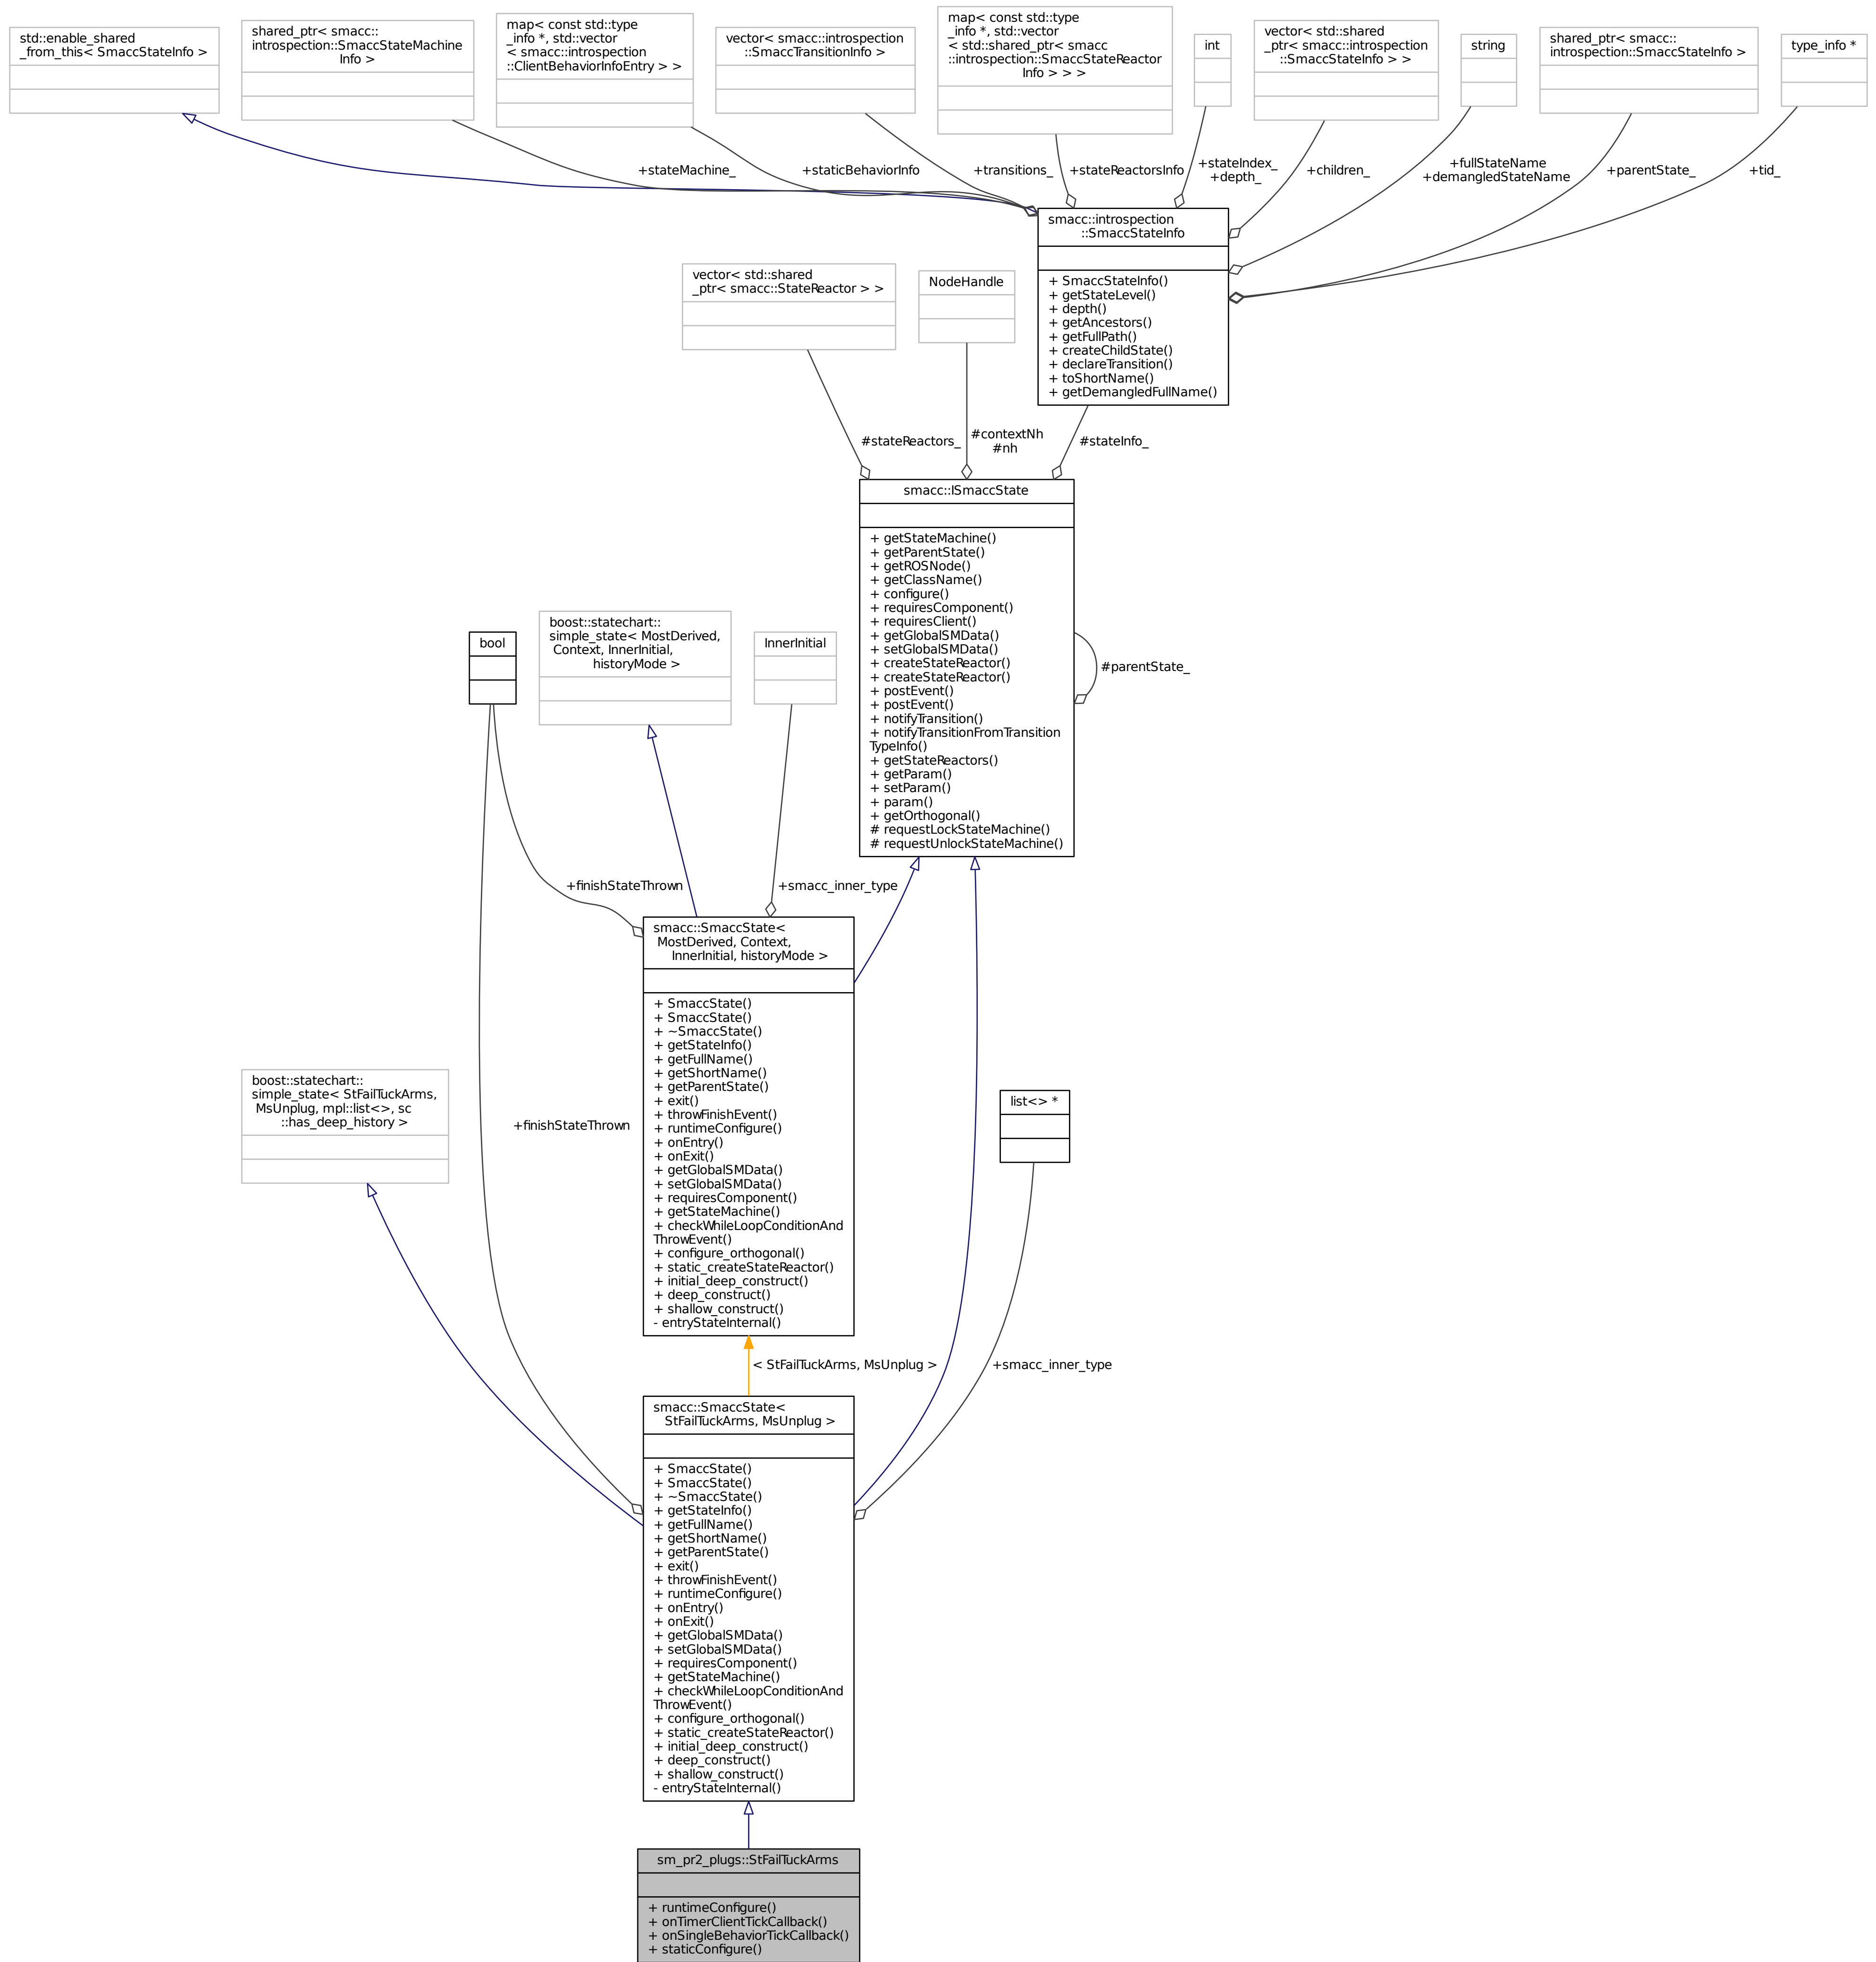 std::enable_shared
_from_this< SmaccStateInfo >
shared_ptr< smacc::
introspection::SmaccStateMachine
Info >
map< const std::type
_info *, std::vector
< smacc::introspection
::ClientBehaviorInfoEntry > >
vector< smacc::introspection
::SmaccTransitionInfo >
map< const std::type
_info *, std::vector
< std::shared_ptr< smacc
::introspection::SmaccStateReactor
Info > > >
int
vector< std::shared
_ptr< smacc::introspection
::SmaccStateInfo > >
string
shared_ptr< smacc::
introspection::SmaccStateInfo >
type_info *
+stateMachine_
+staticBehaviorInfo
+transitions_
+stateReactorsInfo
+stateIndex_
+depth_
+children_
+fullStateName
+demangledStateName
+parentState_
+tid_
smacc::introspection
::SmaccStateInfo
+ SmaccStateInfo()
+ getStateLevel()
+ depth()
+ getAncestors()
+ getFullPath()
+ createChildState()
+ declareTransition()
+ toShortName()
+ getDemangledFullName()
vector< std::shared
_ptr< smacc::StateReactor > >
NodeHandle
#stateReactors_
#contextNh
#nh
#stateInfo_
smacc::ISmaccState
+ getStateMachine()
+ getParentState()
+ getROSNode()
+ getClassName()
+ configure()
+ requiresComponent()
+ requiresClient()
+ getGlobalSMData()
+ setGlobalSMData()
+ createStateReactor()
+ createStateReactor()
+ postEvent()
+ postEvent()
+ notifyTransition()
+ notifyTransitionFromTransition
TypeInfo()
+ getStateReactors()
+ getParam()
+ setParam()
+ param()
+ getOrthogonal()
# requestLockStateMachine()
# requestUnlockStateMachine()
#parentState_
bool
boost::statechart::
simple_state< MostDerived,
Context, InnerInitial,
historyMode >
InnerInitial
+finishStateThrown
+smacc_inner_type
smacc::SmaccState<
MostDerived, Context,
InnerInitial, historyMode >
+ SmaccState()
+ SmaccState()
+ ~SmaccState()
+ getStateInfo()
+ getFullName()
+ getShortName()
+ getParentState()
+ exit()
+ throwFinishEvent()
+ runtimeConfigure()
+ onEntry()
+ onExit()
+ getGlobalSMData()
+ setGlobalSMData()
+ requiresComponent()
+ getStateMachine()
+ checkWhileLoopConditionAnd
ThrowEvent()
+ configure_orthogonal()
+ static_createStateReactor()
+ initial_deep_construct()
+ deep_construct()
+ shallow_construct()
- entryStateInternal()
boost::statechart::
simple_state< StFailTuckArms,
MsUnplug, mpl::list<>, sc
::has_deep_history >
+finishStateThrown
list<> *
< StFailTuckArms, MsUnplug >
+smacc_inner_type
smacc::SmaccState<
StFailTuckArms, MsUnplug >
+ SmaccState()
+ SmaccState()
+ ~SmaccState()
+ getStateInfo()
+ getFullName()
+ getShortName()
+ getParentState()
+ exit()
+ throwFinishEvent()
+ runtimeConfigure()
+ onEntry()
+ onExit()
+ getGlobalSMData()
+ setGlobalSMData()
+ requiresComponent()
+ getStateMachine()
+ checkWhileLoopConditionAnd
ThrowEvent()
+ configure_orthogonal()
+ static_createStateReactor()
+ initial_deep_construct()
+ deep_construct()
+ shallow_construct()
- entryStateInternal()
sm_pr2_plugs::StFailTuckArms
+ runtimeConfigure()
+ onTimerClientTickCallback()
+ onSingleBehaviorTickCallback()
+ staticConfigure()